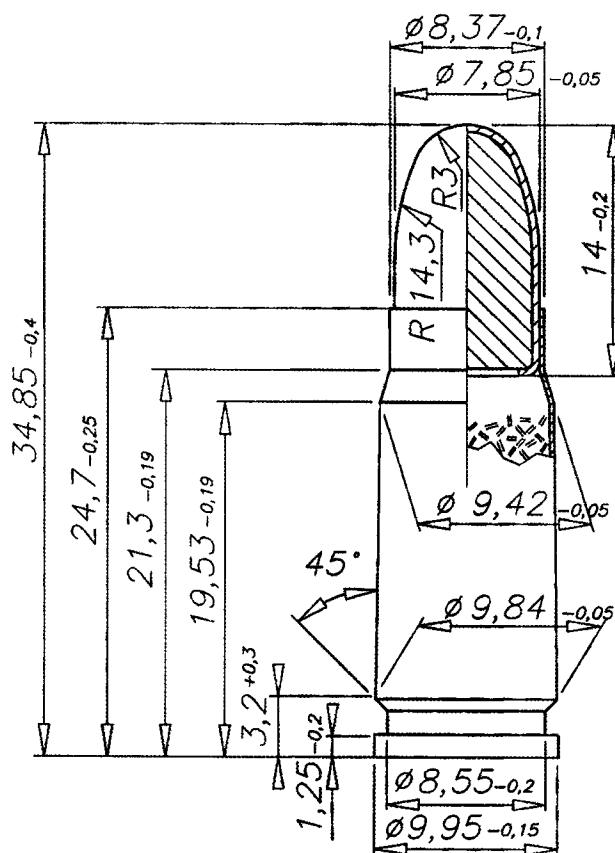 ø8,37-0,1
ø7,85-0,05
R3
14-0,2
R 14,3
34,85-0,4
24,7-0,25
21,3-0,19
19,53-0,19
ø 9,42-0,05
45°
ø 9,84-0,05
3,2+0,3
1,25-0,2
ø8,55-0,2
ø9,95-0,15